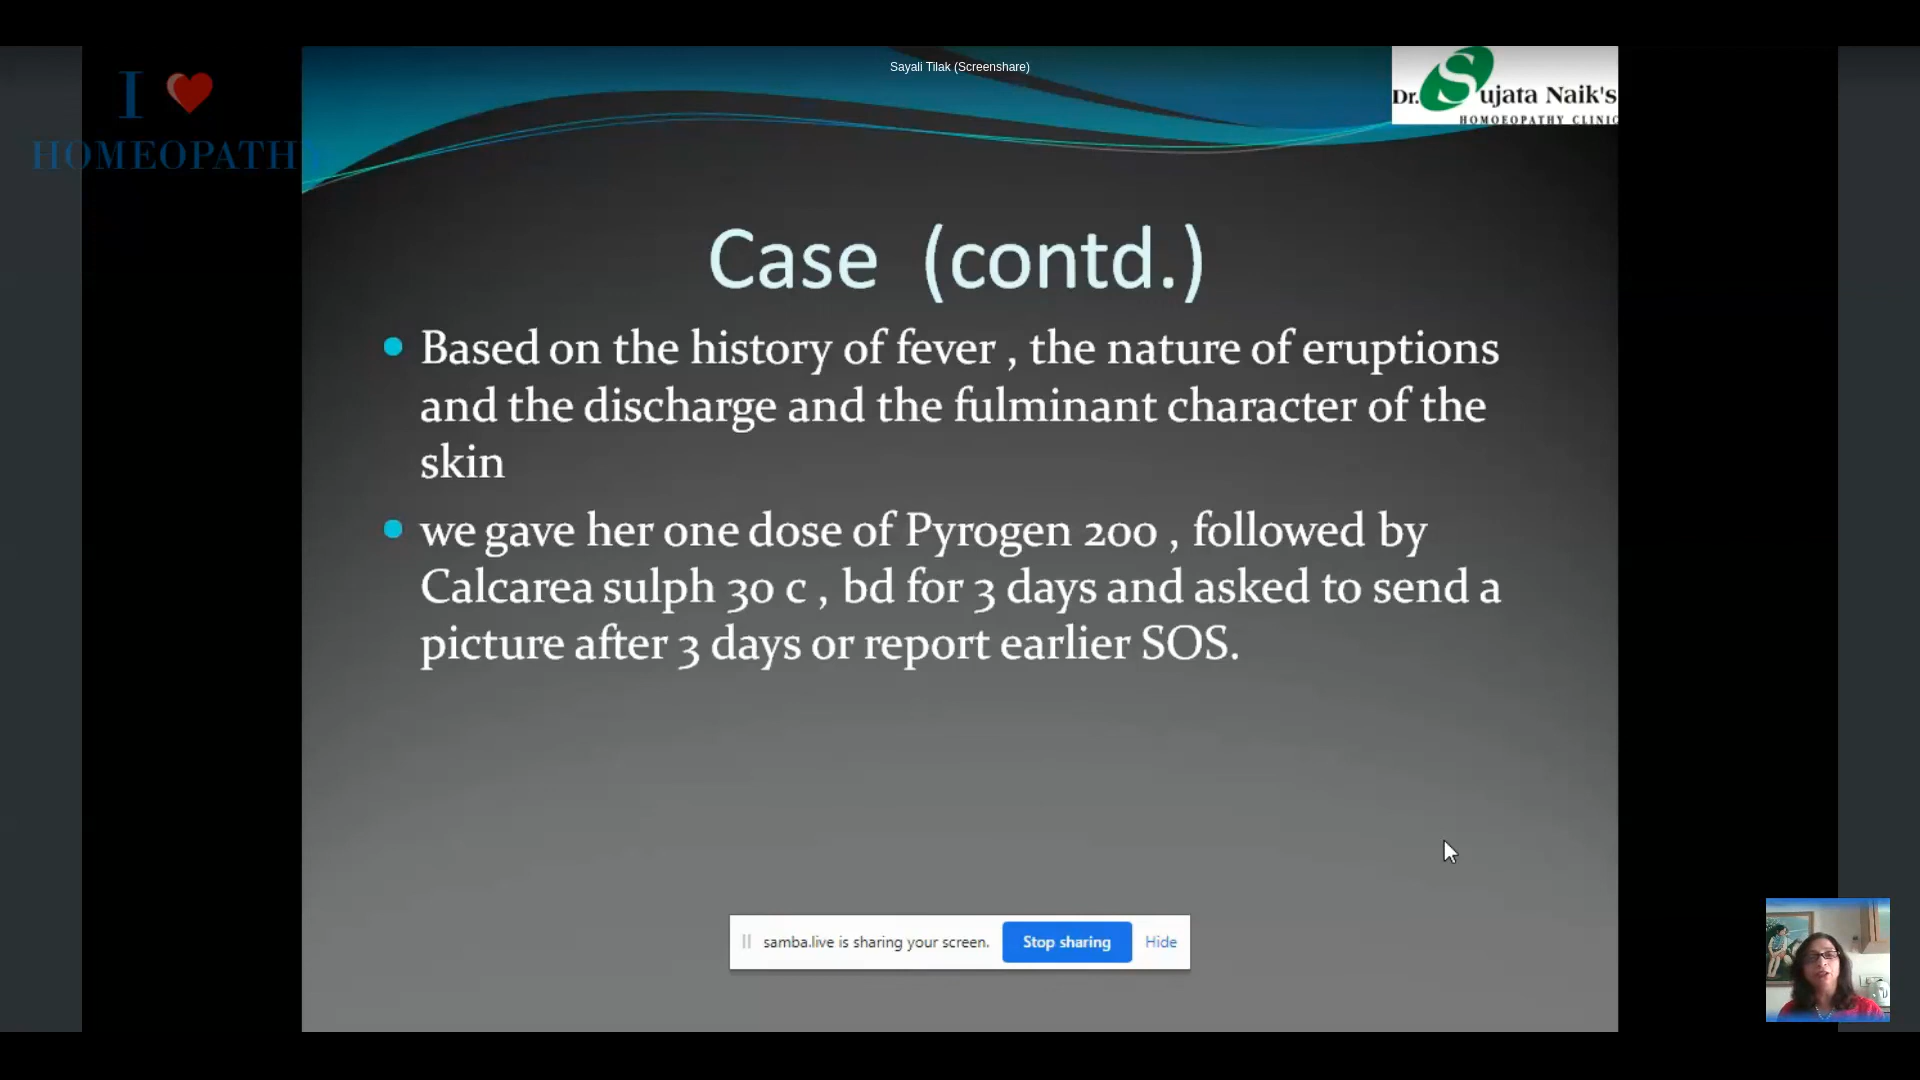 Sayali Tilak (Screenshare)
I
HOMEOPATHY
Dr. Sujata Naik's
HOMOEOPATHY CLINIC
Case (contd.)
Based on the history of fever , the nature of eruptions
and the discharge and the fulminant character of the
skin
we gave her one dose of Pyrogen 200 , followed by
Calcarea sulph 30 c , bd for 3 days and asked to send a
picture after 3 days or report earlier SOS.
samba.live is sharing your screen. Stop sharing Hide